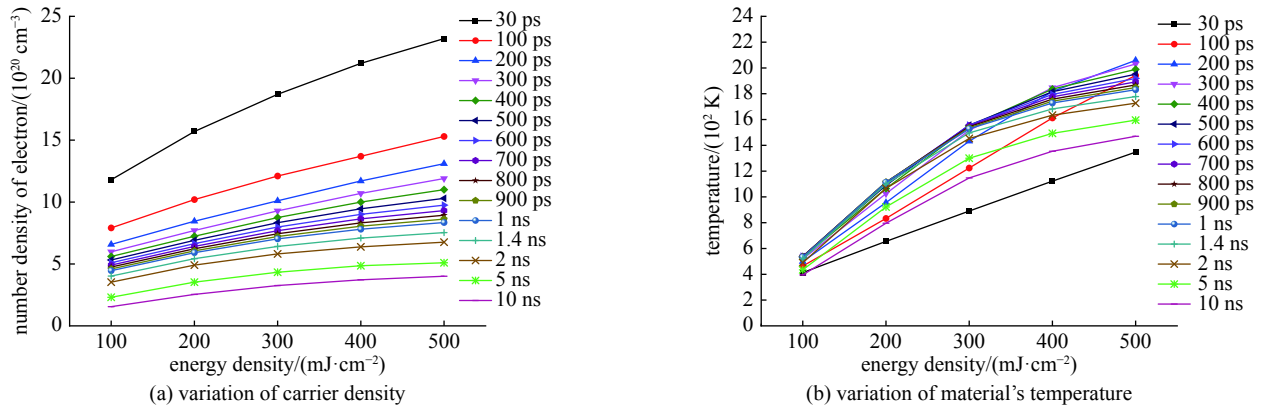 number density of electron/(10²⁰ cm⁻³)
25
20
15
10
5
0
100 200 300 400 500
energy density/(mJ·cm⁻²)
30 ps
100 ps
200 ps
300 ps
400 ps
500 ps
600 ps
700 ps
800 ps
900 ps
1 ns
1.4 ns
2 ns
5 ns
10 ns
(a) variation of carrier density
temperature/(10² K)
24
22
20
18
16
14
12
10
8
6
4
2
0
100 200 300 400 500
energy density/(mJ·cm⁻²)
30 ps
100 ps
200 ps
300 ps
400 ps
500 ps
600 ps
700 ps
800 ps
900 ps
1 ns
1.4 ns
2 ns
5 ns
10 ns
(b) variation of material's temperature